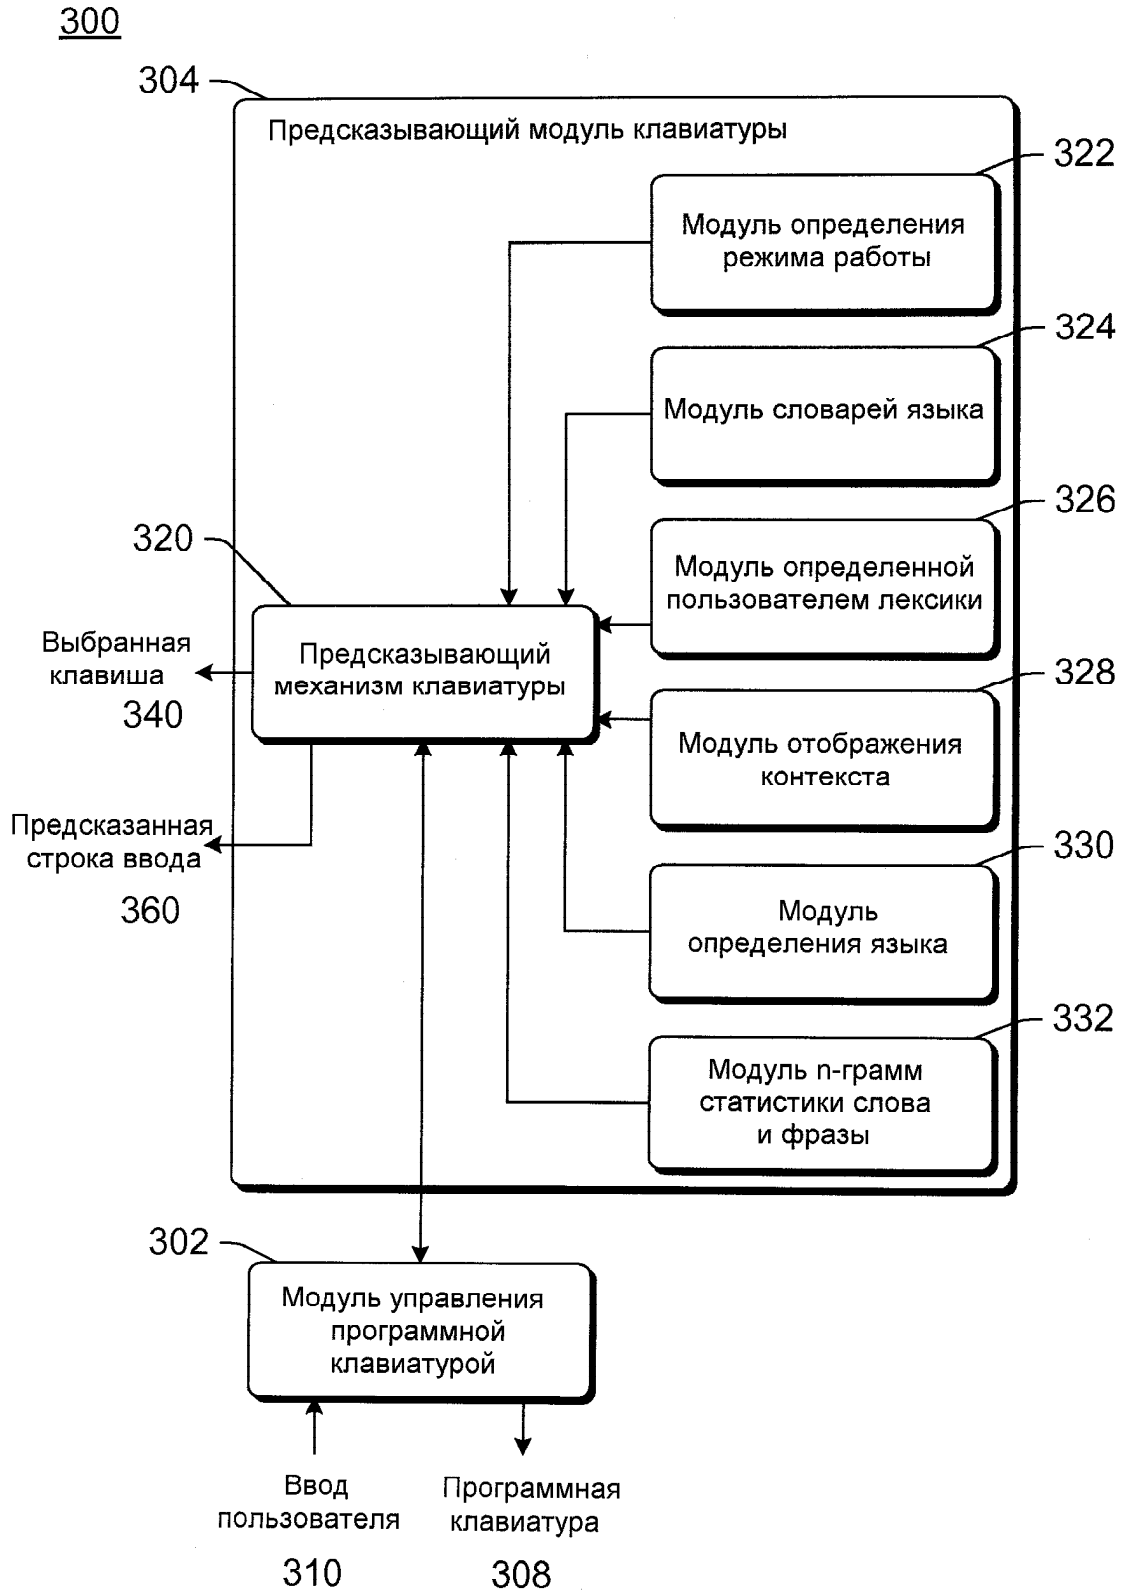 300
304
Предсказывающий модуль клавиатуры
322
Модуль определения
режима работы
324
Модуль словарей языка
326
Модуль определенной
пользователем лексики
320
Предсказывающий
механизм клавиатуры
Выбранная
клавиша
340
328
Модуль отображения
контекста
Предсказанная
строка ввода
360
330
Модуль
определения языка
332
Модуль n-грамм
статистики слова
и фразы
302
Модуль управления
программной
клавиатурой
Ввод
пользователя
310
Программная
клавиатура
308